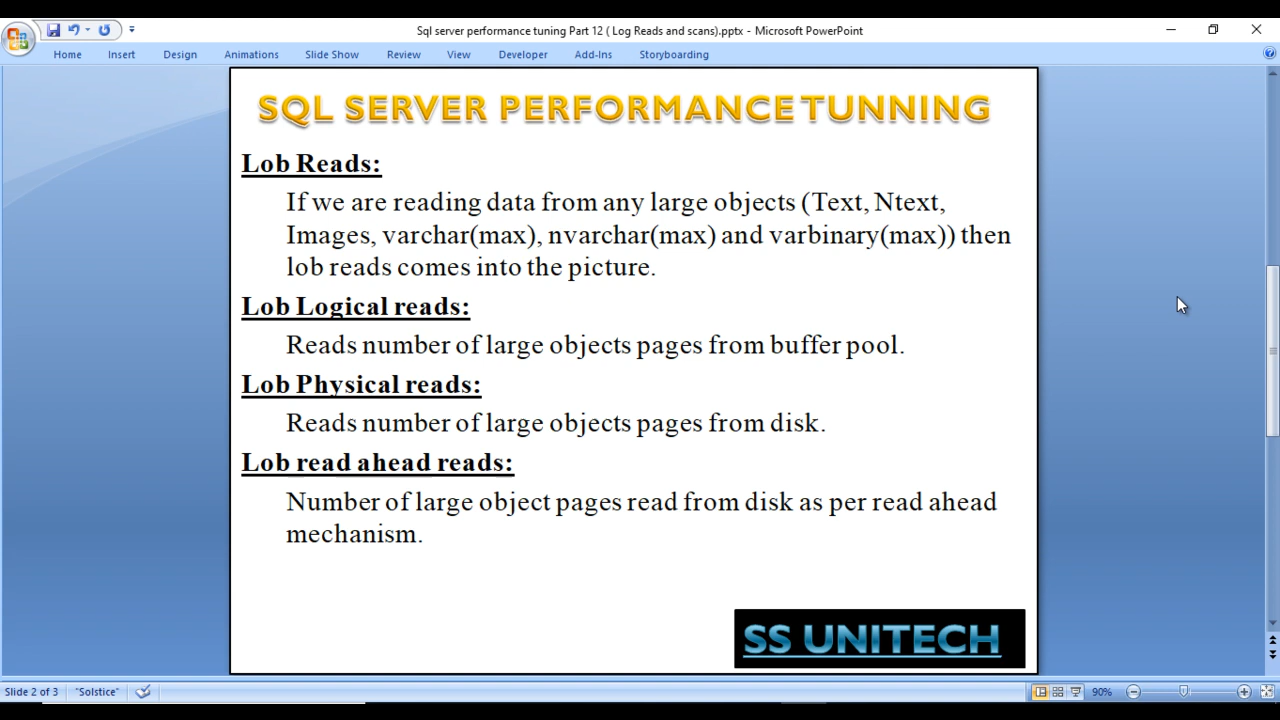 Sql server performance tuning Part 12 ( Log Reads and scans).pptx - Microsoft PowerPoint
Home Insert Design Animations Slide Show Review View Developer Add-Ins Storyboarding
SQL SERVER PERFORMANCE TUNNING
Lob Reads:
If we are reading data from any large objects (Text, Ntext,
Images, varchar(max), nvarchar(max) and varbinary(max)) then
lob reads comes into the picture.
Lob Logical reads:
Reads number of large objects pages from buffer pool.
Lob Physical reads:
Reads number of large objects pages from disk.
Lob read ahead reads:
Number of large object pages read from disk as per read ahead
mechanism.
SS UNITECH
Slide 2 of 3 "Solstice" 90%